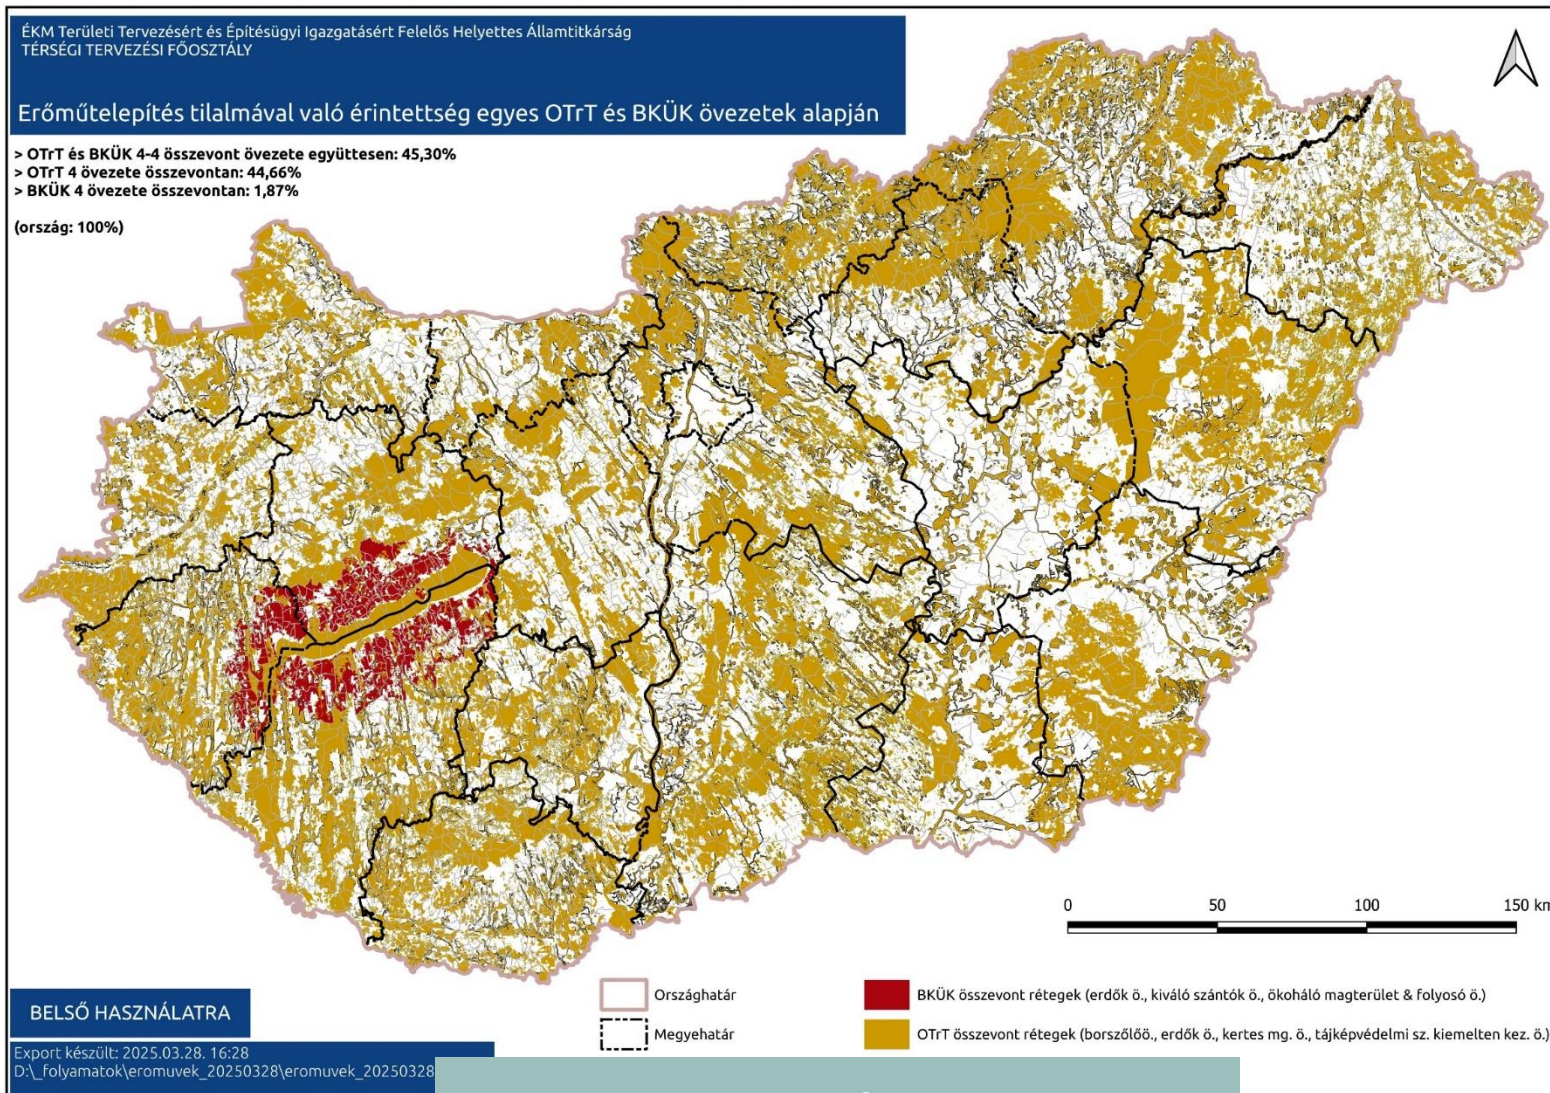 ÉKM Területi Tervezésért és Építésügyi Igazgatásért Felelős Helyettes Államtitkárság
TÉRSÉGI TERVEZÉSI FŐOSZTÁLY
Erőműtelepítés tilalmával való érintettség egyes OTrT és BKÜK övezetek alapján
> OTrT és BKÜK 4-4 összevont övezete együttesen: 45,30%
> OTrT 4 övezete összevontan: 44,66%
> BKÜK 4 övezete összevontan: 1,87%
(ország: 100%)
0 50 100 150 km
Országhatár
Megyehatár
BKÜK összevont rétegek (erdők ö., kiváló szántók ö., ökoháló magterület & folyosó ö.)
OTrT összevont rétegek (borszőlőö., erdők ö., kertes mg. ö., tájképvédelmi sz. kiemelten kez. ö.)
BELSŐ HASZNÁLATRA
Export készült: 2025.03.28. 16:28
D:\_folyamatok\eromuvek_20250328\eromuvek_20250328